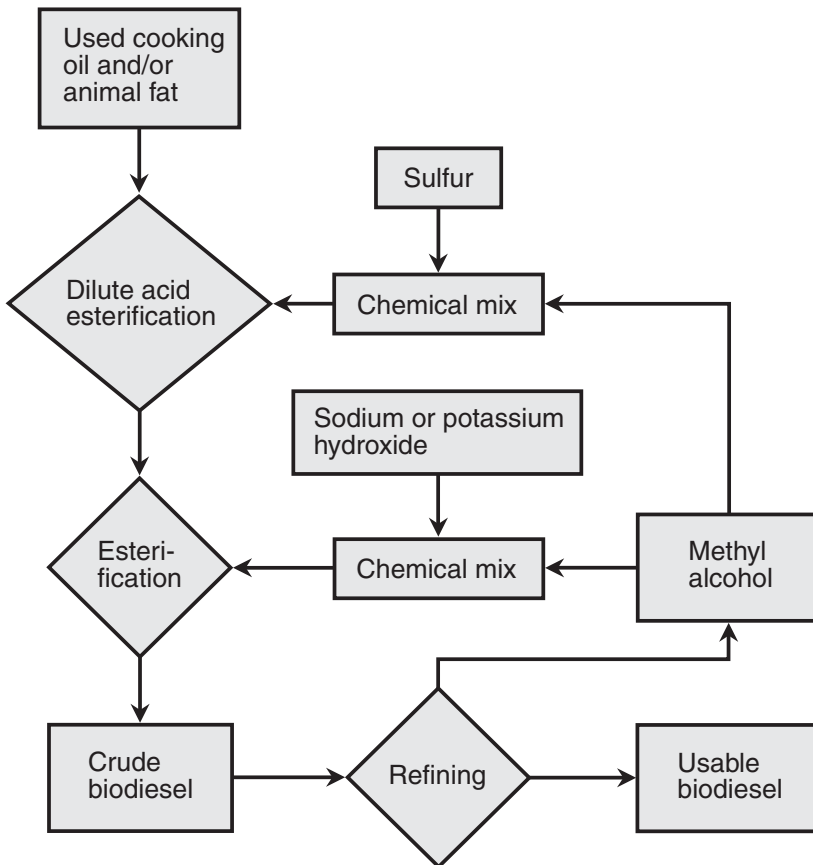 Used cooking
oil and/or
animal fat
Sulfur
Dilute acid
esterification
Chemical mix
Sodium or potassium
hydroxide
Esteri-
fication
Chemical mix
Methyl
alcohol
Crude
biodiesel
Refining
Usable
biodiesel